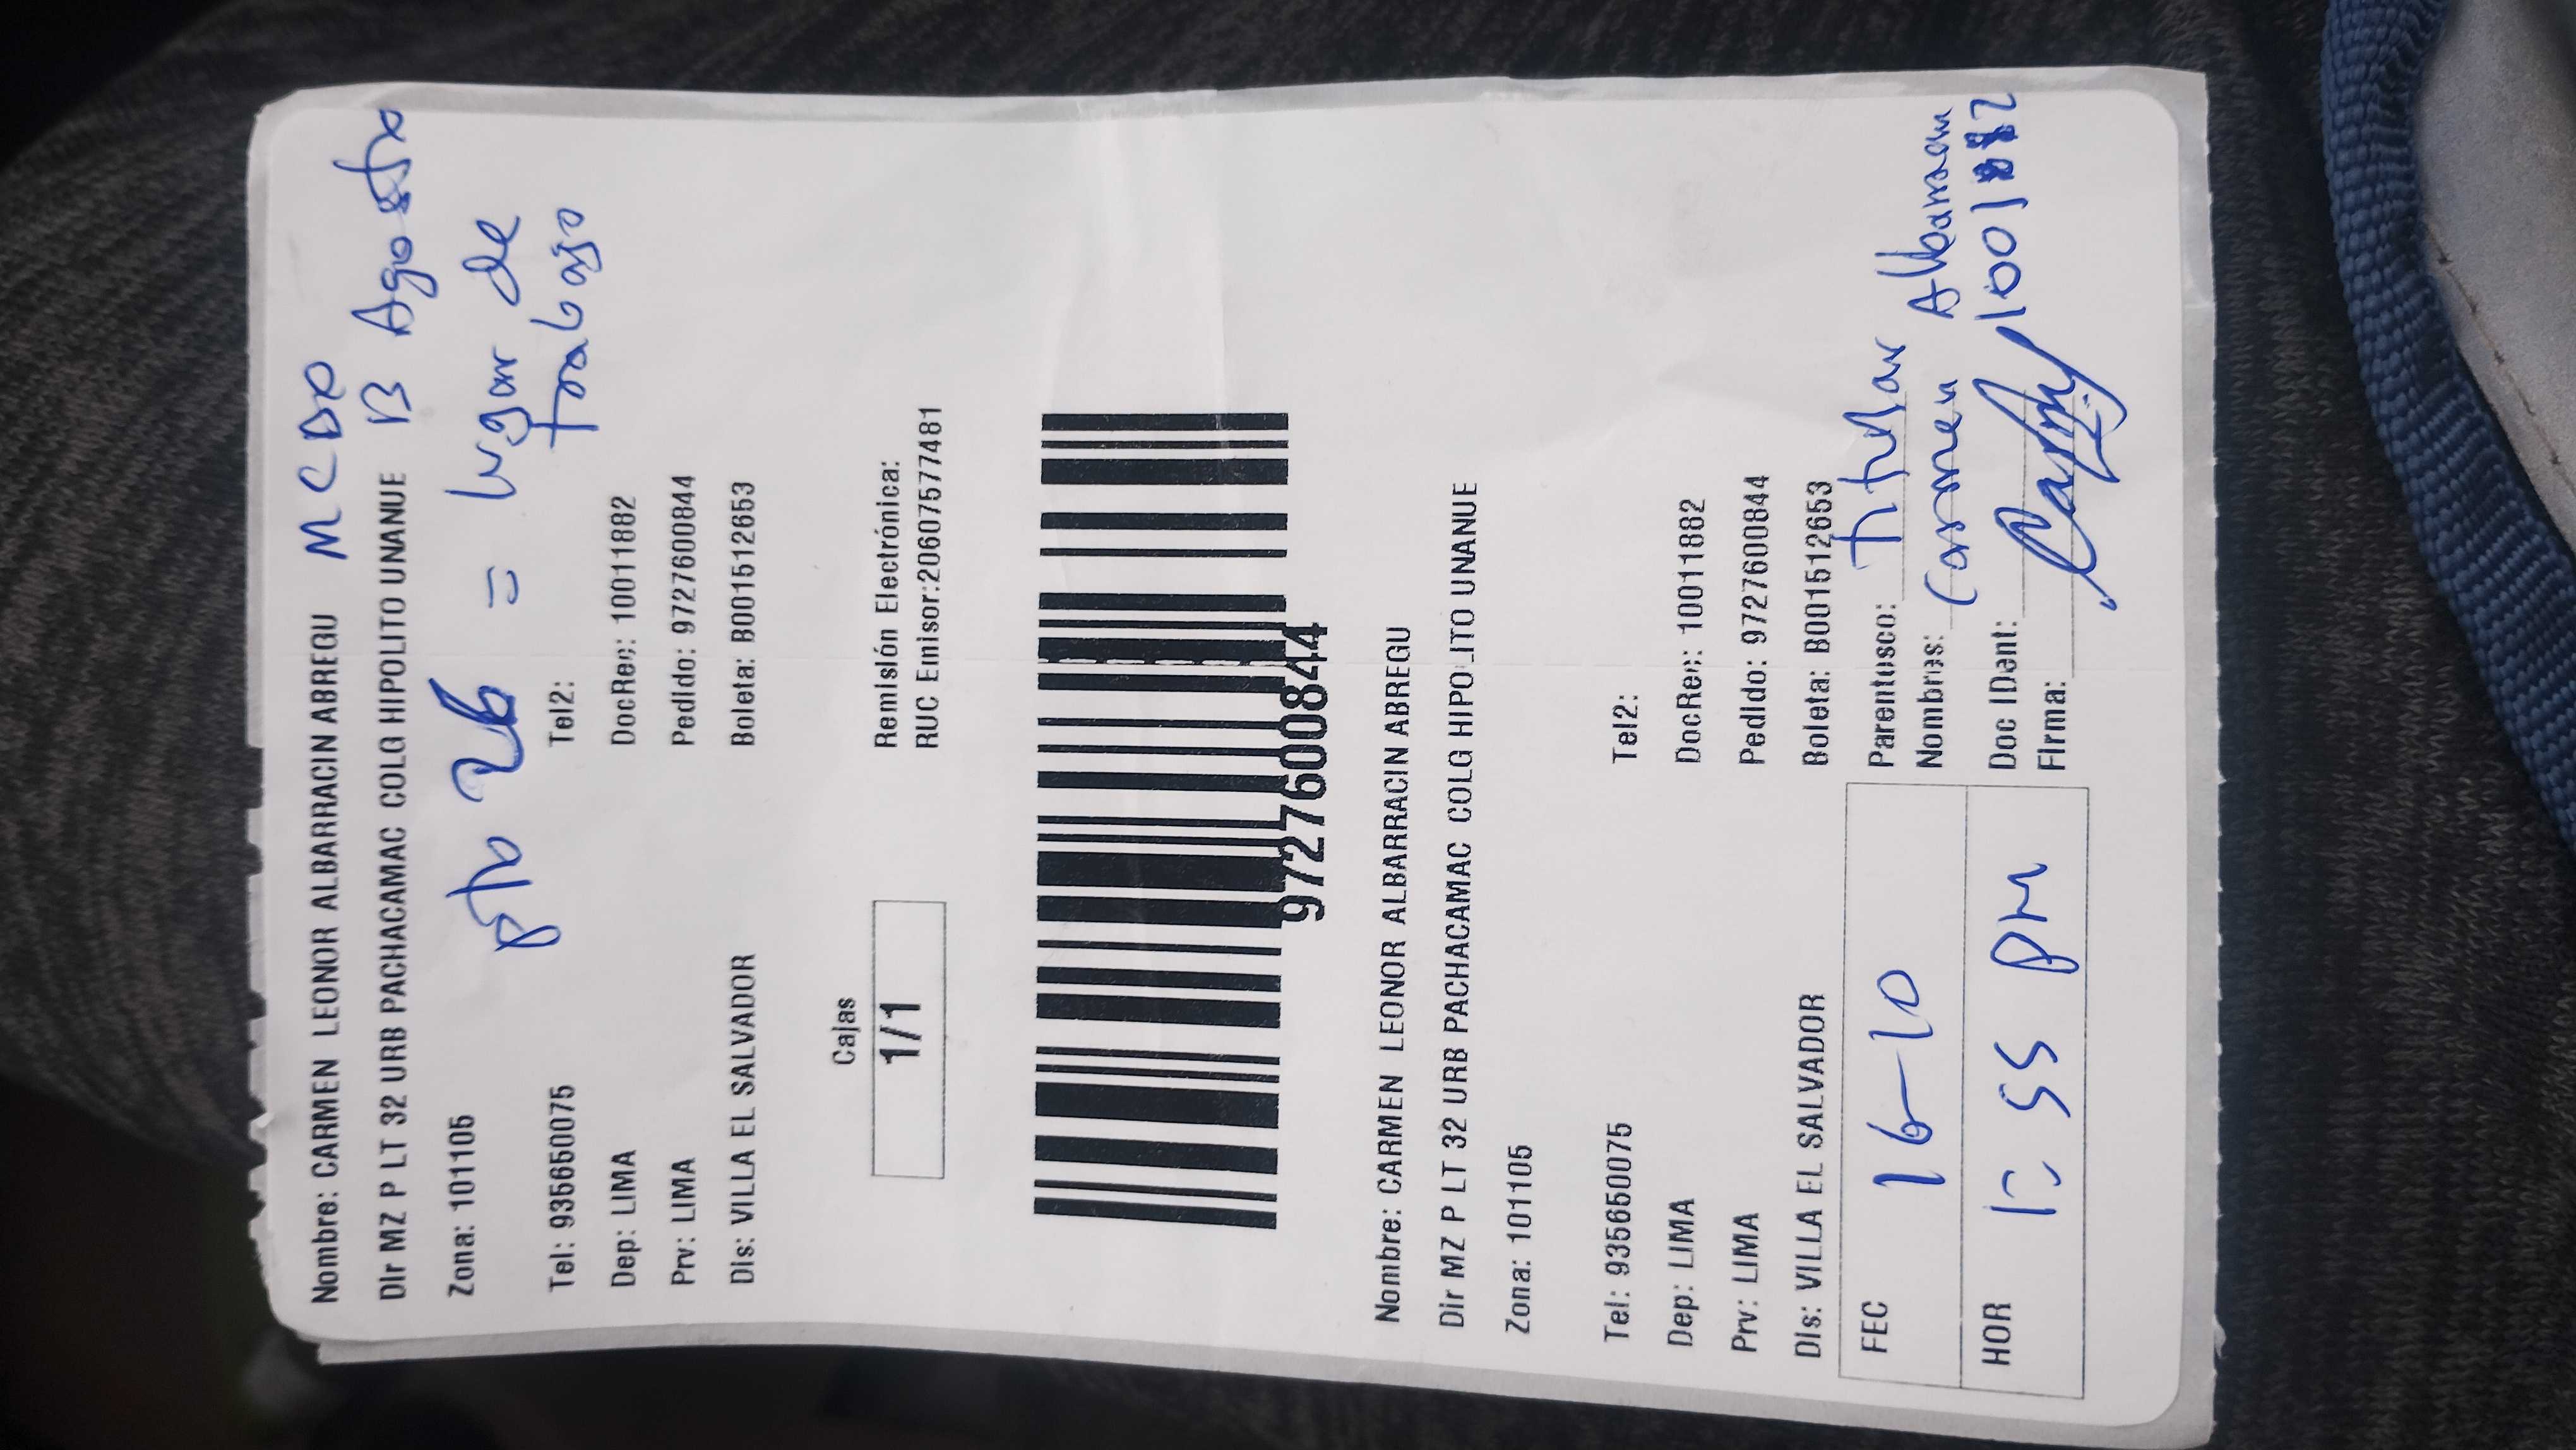 Nombre: CARMEN LEONOR ALBARRACIN ABREGU MCDO
Dir MZ P LT 32 URB PACHACAMAC COLG HIPOLITO UNANUE 13 Agosto
Zona: 101105 pto 26 = lugar de trabajo
Tel: 935650075 Tel2:
Dep: LIMA DocRen: 10011882
Prv: LIMA Pedido: 9727600844
Dis: VILLA EL SALVADOR Boleta: B001512653
Cajas
1/1
Remisión Electrónica:
RUC Emisor:20607577481
9727600844
Nombre: CARMEN LEONOR ALBARRACIN ABREGU
Dir MZ P LT 32 URB PACHACAMAC COLG HIPOLITO UNANUE
Zona: 101105
Tel: 935650075 Tel2:
Dep: LIMA DocRen: 10011882
Prv: LIMA Pedido: 9727600844
Dis: VILLA EL SALVADOR Boleta: B001512653
FEC 16-10
HOR 1:55 PM
Parentesco: Titular
Nombres: Carmen
Doc IDent:
Firma: